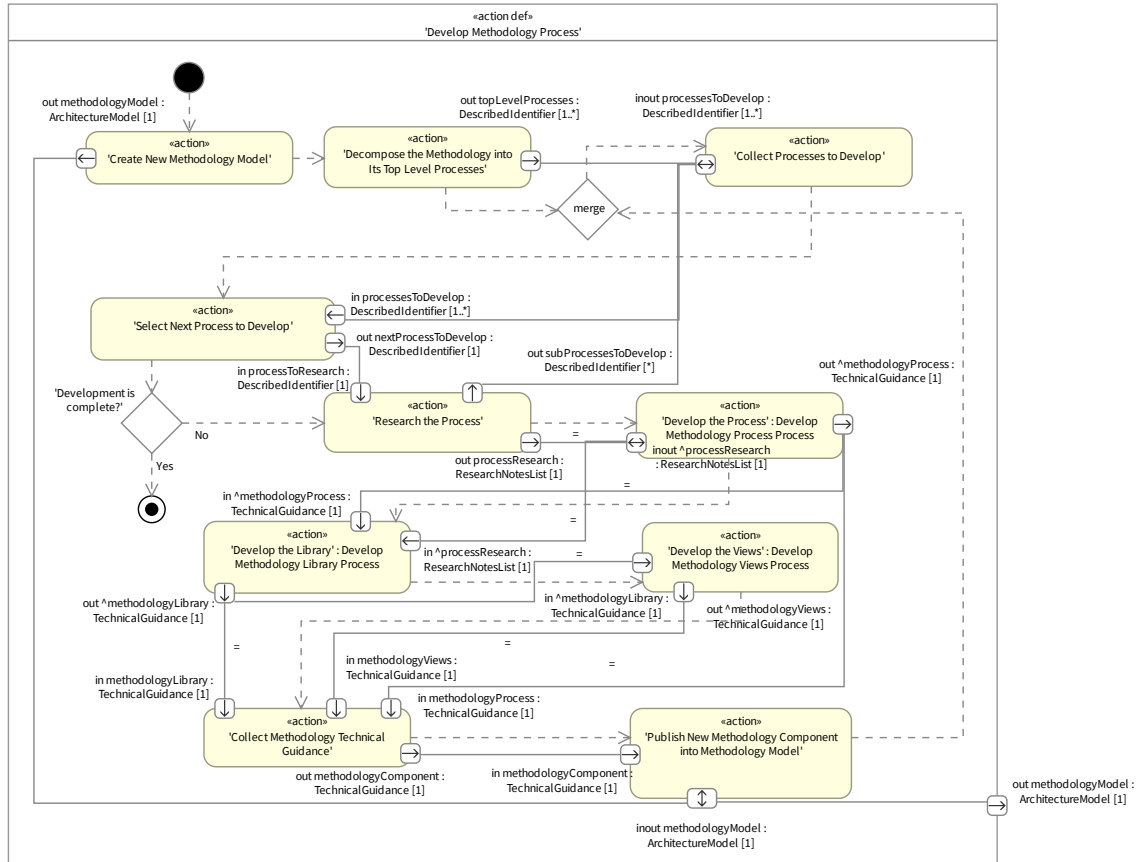 «action def»
'Develop Methodology Process'
out methodologyModel :
ArchitectureModel [1]
«action»
'Create New Methodology Model'
out topLevelProcesses :
DescribedIdentifier [1..*]
«action»
'Decompose the Methodology into
Its Top Level Processes'
inout processesToDevelop :
DescribedIdentifier [1..*]
«action»
'Collect Processes to Develop'
merge
«action»
'Select Next Process to Develop'
in processesToDevelop :
DescribedIdentifier [1..*]
out nextProcessToDevelop :
DescribedIdentifier [1]
in processToResearch :
DescribedIdentifier [1]
out subProcessesToDevelop :
DescribedIdentifier [*]
out ^methodologyProcess :
TechnicalGuidance [1]
'Development is
complete?'
No
Yes
«action»
'Research the Process'
out processResearch :
ResearchNotesList [1]
=
«action»
'Develop the Process' : Develop
Methodology Process Process
inout ^processResearch
: ResearchNotesList [1]
=
in ^methodologyProcess :
TechnicalGuidance [1]
=
«action»
'Develop the Library' : Develop
Methodology Library Process
in ^processResearch :
ResearchNotesList [1]
=
«action»
'Develop the Views' : Develop
Methodology Views Process
out ^methodologyLibrary :
TechnicalGuidance [1]
in ^methodologyLibrary :
TechnicalGuidance [1]
out ^methodologyViews :
TechnicalGuidance [1]
=
=
=
in methodologyLibrary :
TechnicalGuidance [1]
in methodologyViews :
TechnicalGuidance [1]
in methodologyProcess :
TechnicalGuidance [1]
«action»
'Collect Methodology Technical
Guidance'
out methodologyComponent :
TechnicalGuidance [1]
in methodologyComponent :
TechnicalGuidance [1]
«action»
'Publish New Methodology Component
into Methodology Model'
inout methodologyModel :
ArchitectureModel [1]
out methodologyModel :
ArchitectureModel [1]